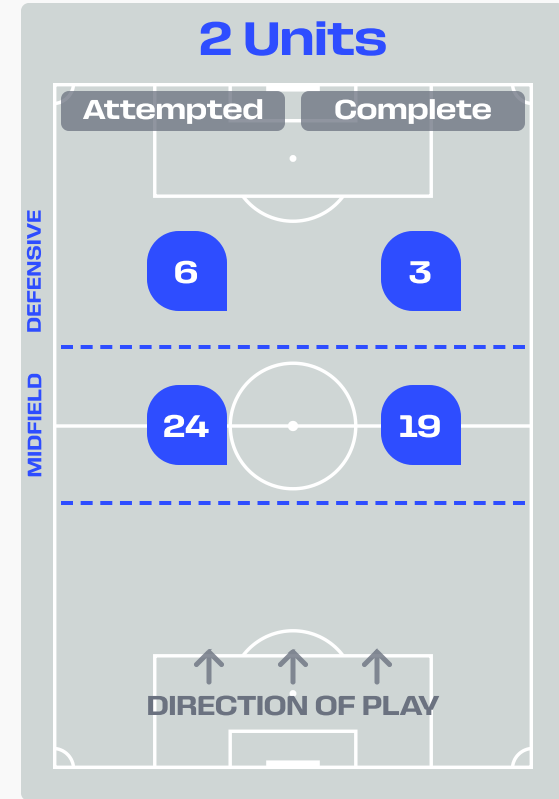 2 Units
Attempted Complete
DEFENSIVE
6 3
MIDFIELD
24 19
DIRECTION OF PLAY